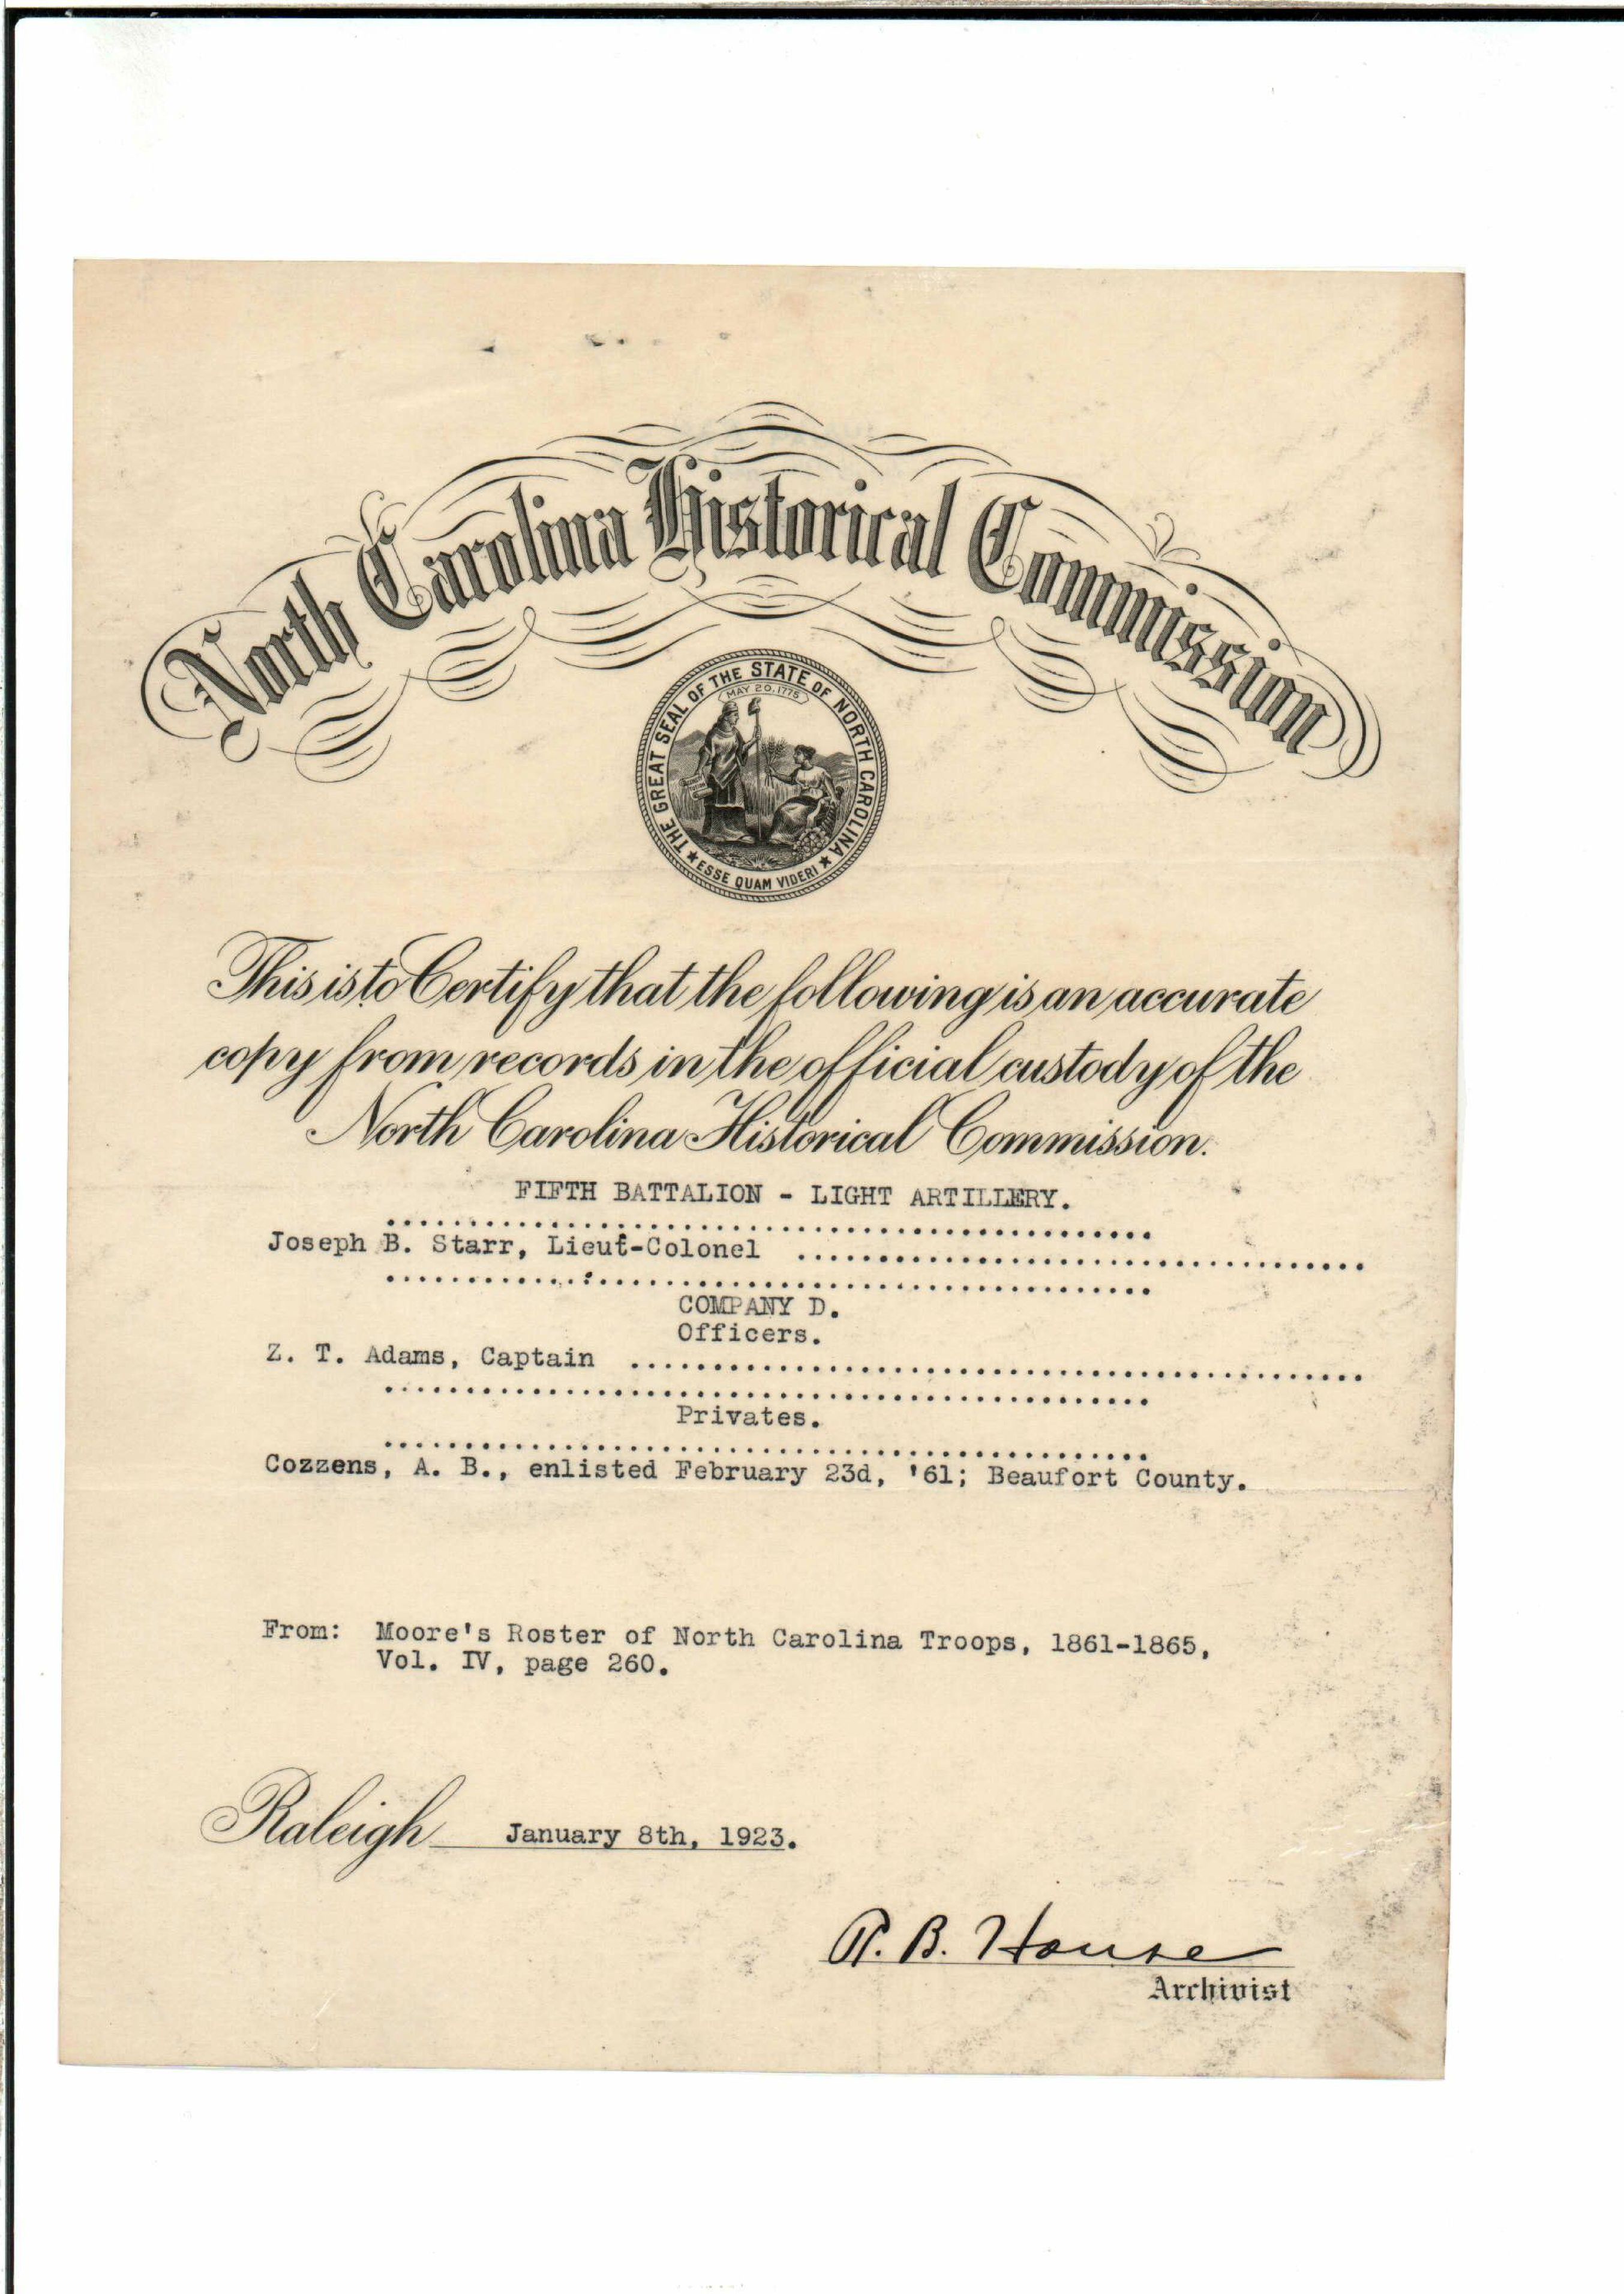 North Carolina Historical Commission
THE GREAT SEAL OF THE STATE OF NORTH CAROLINA
MAY 20, 1775
★ ESSE QUAM VIDERI ★
This is to Certify that the following is an accurate
copy from records in the official custody of the
North Carolina Historical Commission.
FIFTH BATTALION - LIGHT ARTILLERY.
Joseph B. Starr, Lieut-Colonel
COMPANY D.
Officers.
Z. T. Adams, Captain
Privates.
Cozzens, A. B., enlisted February 23d, '61; Beaufort County.
From: Moore's Roster of North Carolina Troops, 1861-1865,
Vol. IV, page 260.
Raleigh January 8th, 1923.
R. B. House
Archivist